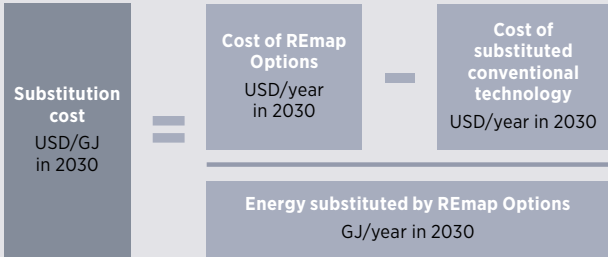 Substitution
cost
USD/GJ
in 2030
=
Cost of REmap
Options
USD/year
in 2030
–
Cost of
substituted
conventional
technology
USD/year in 2030
Energy substituted by REmap Options
GJ/year in 2030